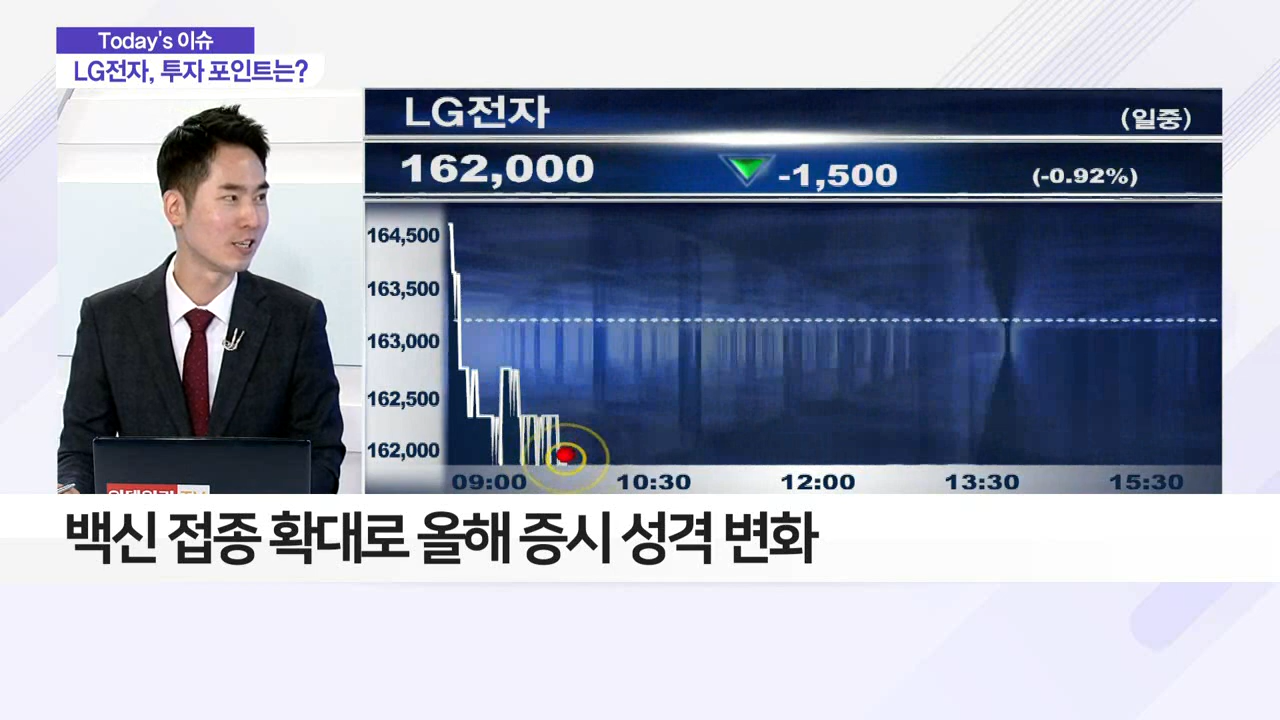 Today's 이슈
LG전자, 투자 포인트는?
LG전자
(일중)
162,000
-1,500
(-0.92%)
164,500
163,500
163,000
162,500
162,000
09:00
10:30
12:00
13:30
15:30
백신 접종 확대로 올해 증시 성격 변화